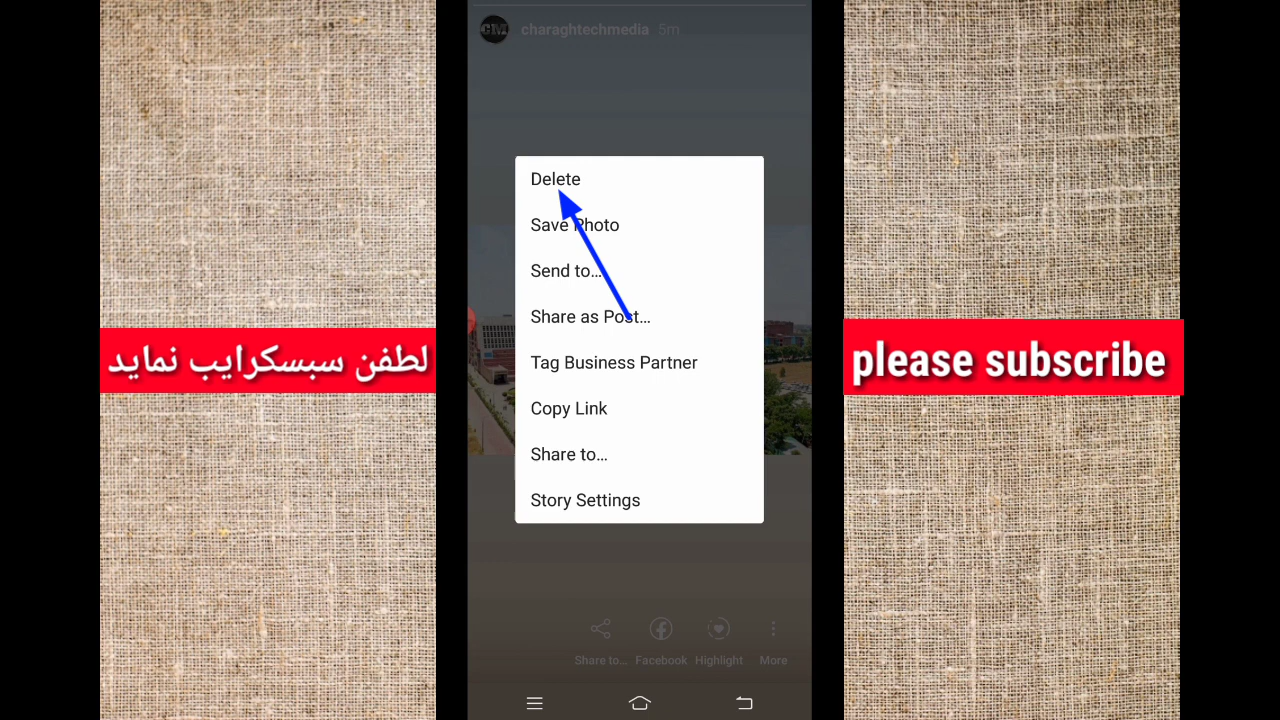 CM charaghtechmedia 5m
Delete
Save Photo
Send to…
Share as Post…
Tag Business Partner
Copy Link
Share to…
Story Settings
لطفن سبسکرایب نماید
please subscribe
Share to… Facebook Highlight More